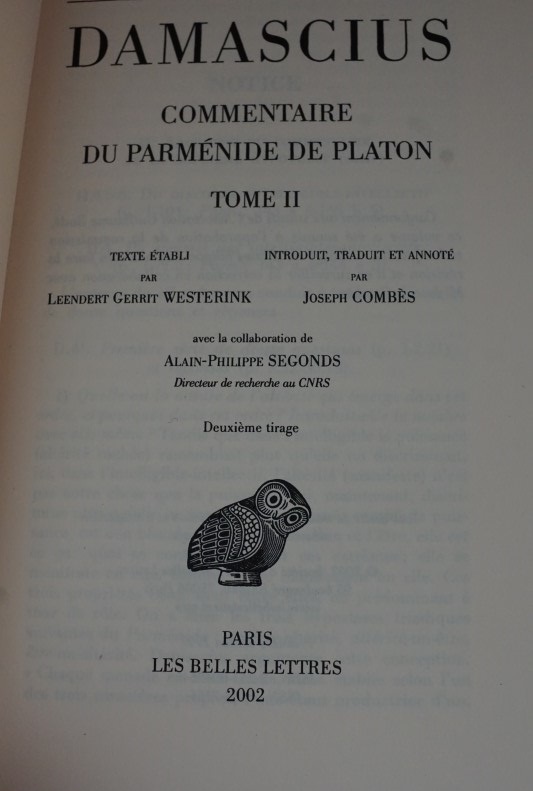 DAMASCIUS
COMMENTAIRE
DU PARMÉNIDE DE PLATON
TOME II
TEXTE ÉTABLI
PAR
LEENDERT GERRIT WESTERINK
INTRODUIT, TRADUIT ET ANNOTÉ
PAR
JOSEPH COMBÈS
avec la collaboration de
ALAIN-PHILIPPE SEGONDS
Directeur de recherche au CNRS
Deuxième tirage
PARIS
LES BELLES LETTRES
2002